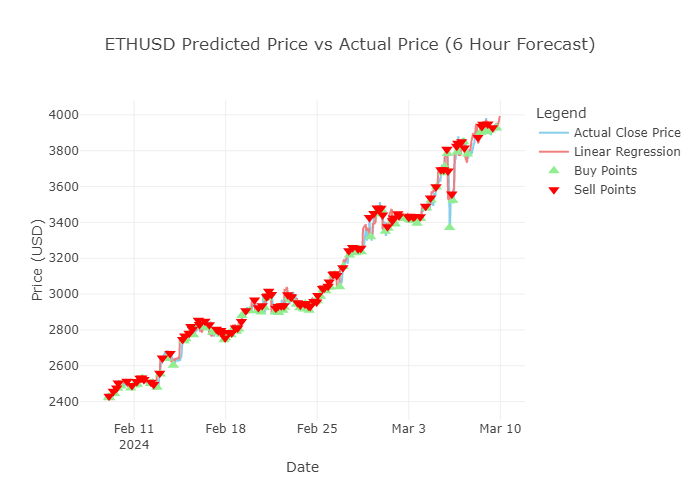 ETHUSD Predicted Price vs Actual Price (6 Hour Forecast)
Legend
Actual Close Price
Linear Regression
Buy Points
Sell Points
Price (USD)
4000
3800
3600
3400
3200
3000
2800
2600
2400
Feb 11
2024
Feb 18
Feb 25
Mar 3
Mar 10
Date